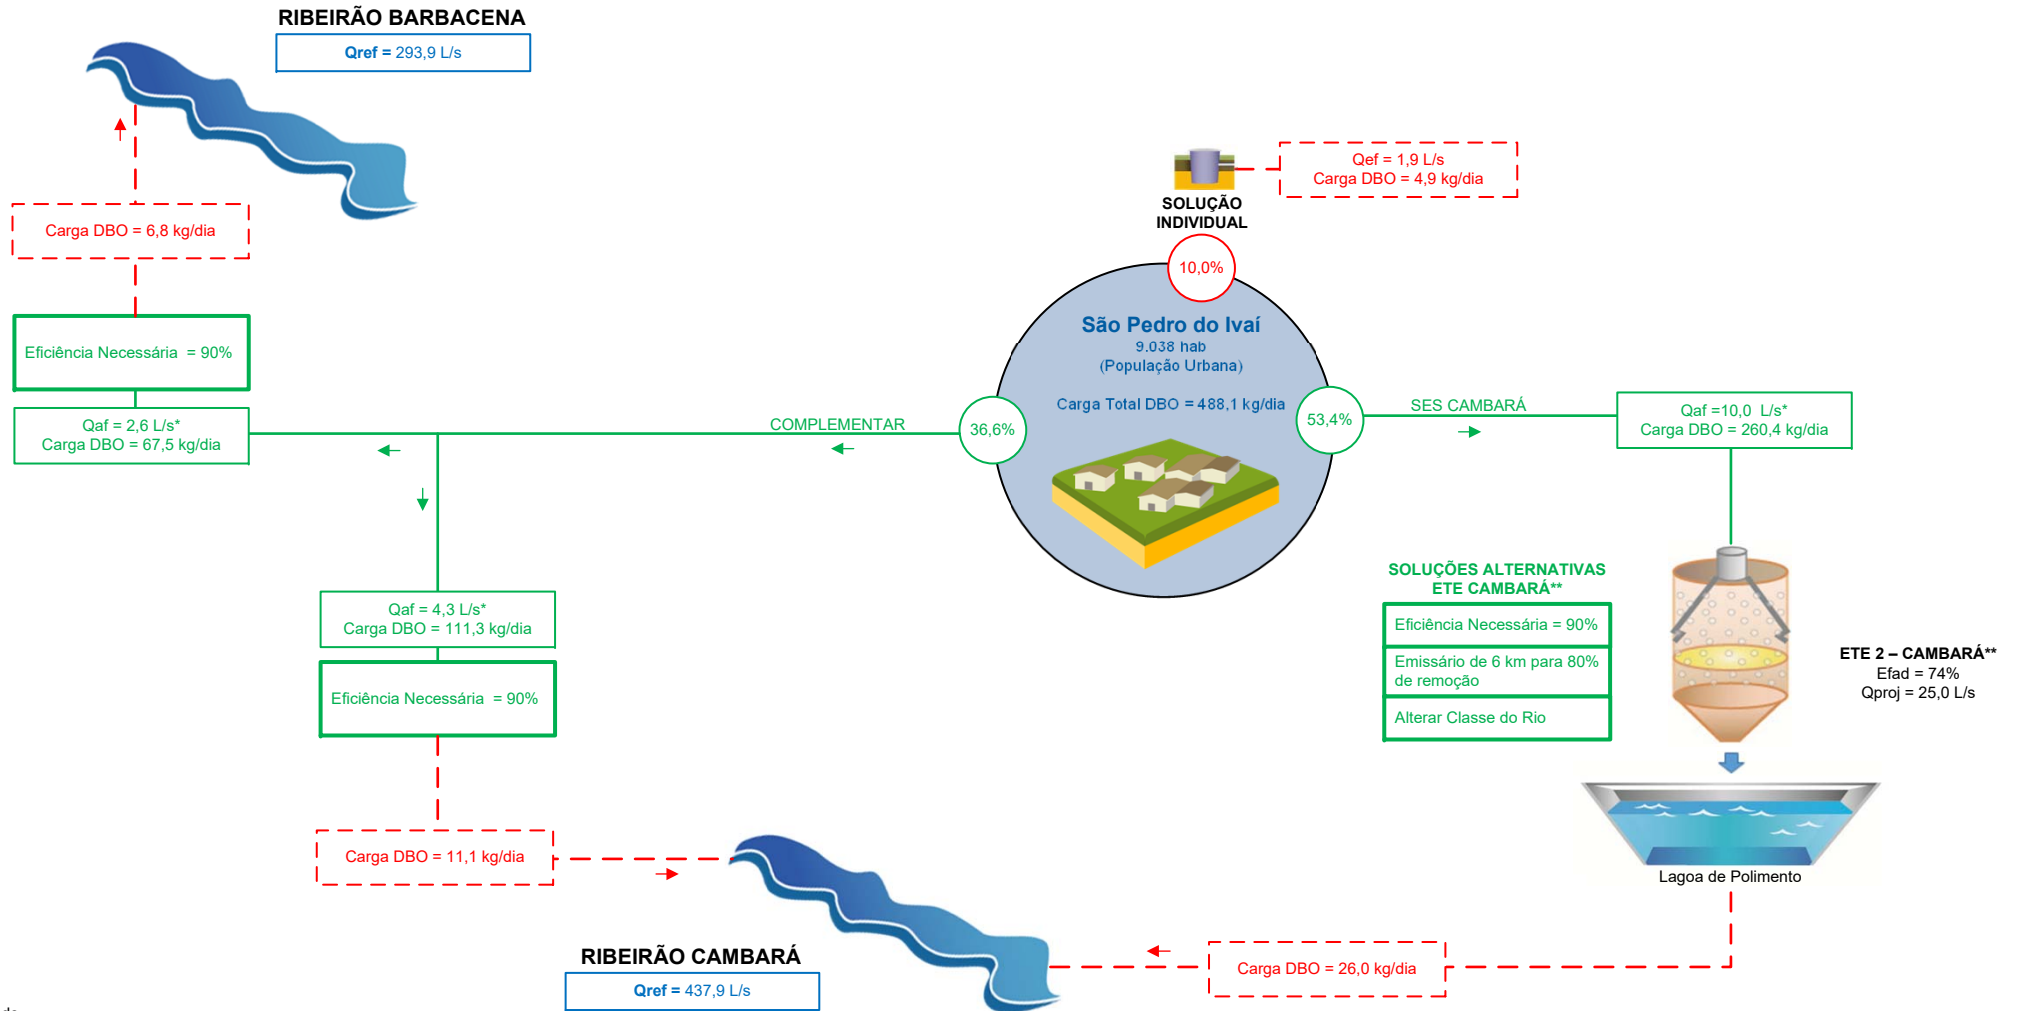 RIBEIRÃO BARBACENA
Qref = 293,9 L/s
Qef = 1,9 L/s
Carga DBO = 4,9 kg/dia
SOLUÇÃO
INDIVIDUAL
10,0%
Carga DBO = 6,8 kg/dia
Eficiência Necessária = 90%
Qaf = 2,6 L/s*
Carga DBO = 67,5 kg/dia
COMPLEMENTAR
36,6%
São Pedro do Ivaí
9.038 hab
(População Urbana)
Carga Total DBO = 488,1 kg/dia
53,4%
SES CAMBARÁ
Qaf =10,0 L/s*
Carga DBO = 260,4 kg/dia
Qaf = 4,3 L/s*
Carga DBO = 111,3 kg/dia
Eficiência Necessária = 90%
SOLUÇÕES ALTERNATIVAS
ETE CAMBARÁ**
Eficiência Necessária = 90%
Emissário de 6 km para 80%
de remoção
Alterar Classe do Rio
ETE 2 – CAMBARÁ**
Efad = 74%
Qproj = 25,0 L/s
Lagoa de Polimento
Carga DBO = 11,1 kg/dia
RIBEIRÃO CAMBARÁ
Qref = 437,9 L/s
Carga DBO = 26,0 kg/dia